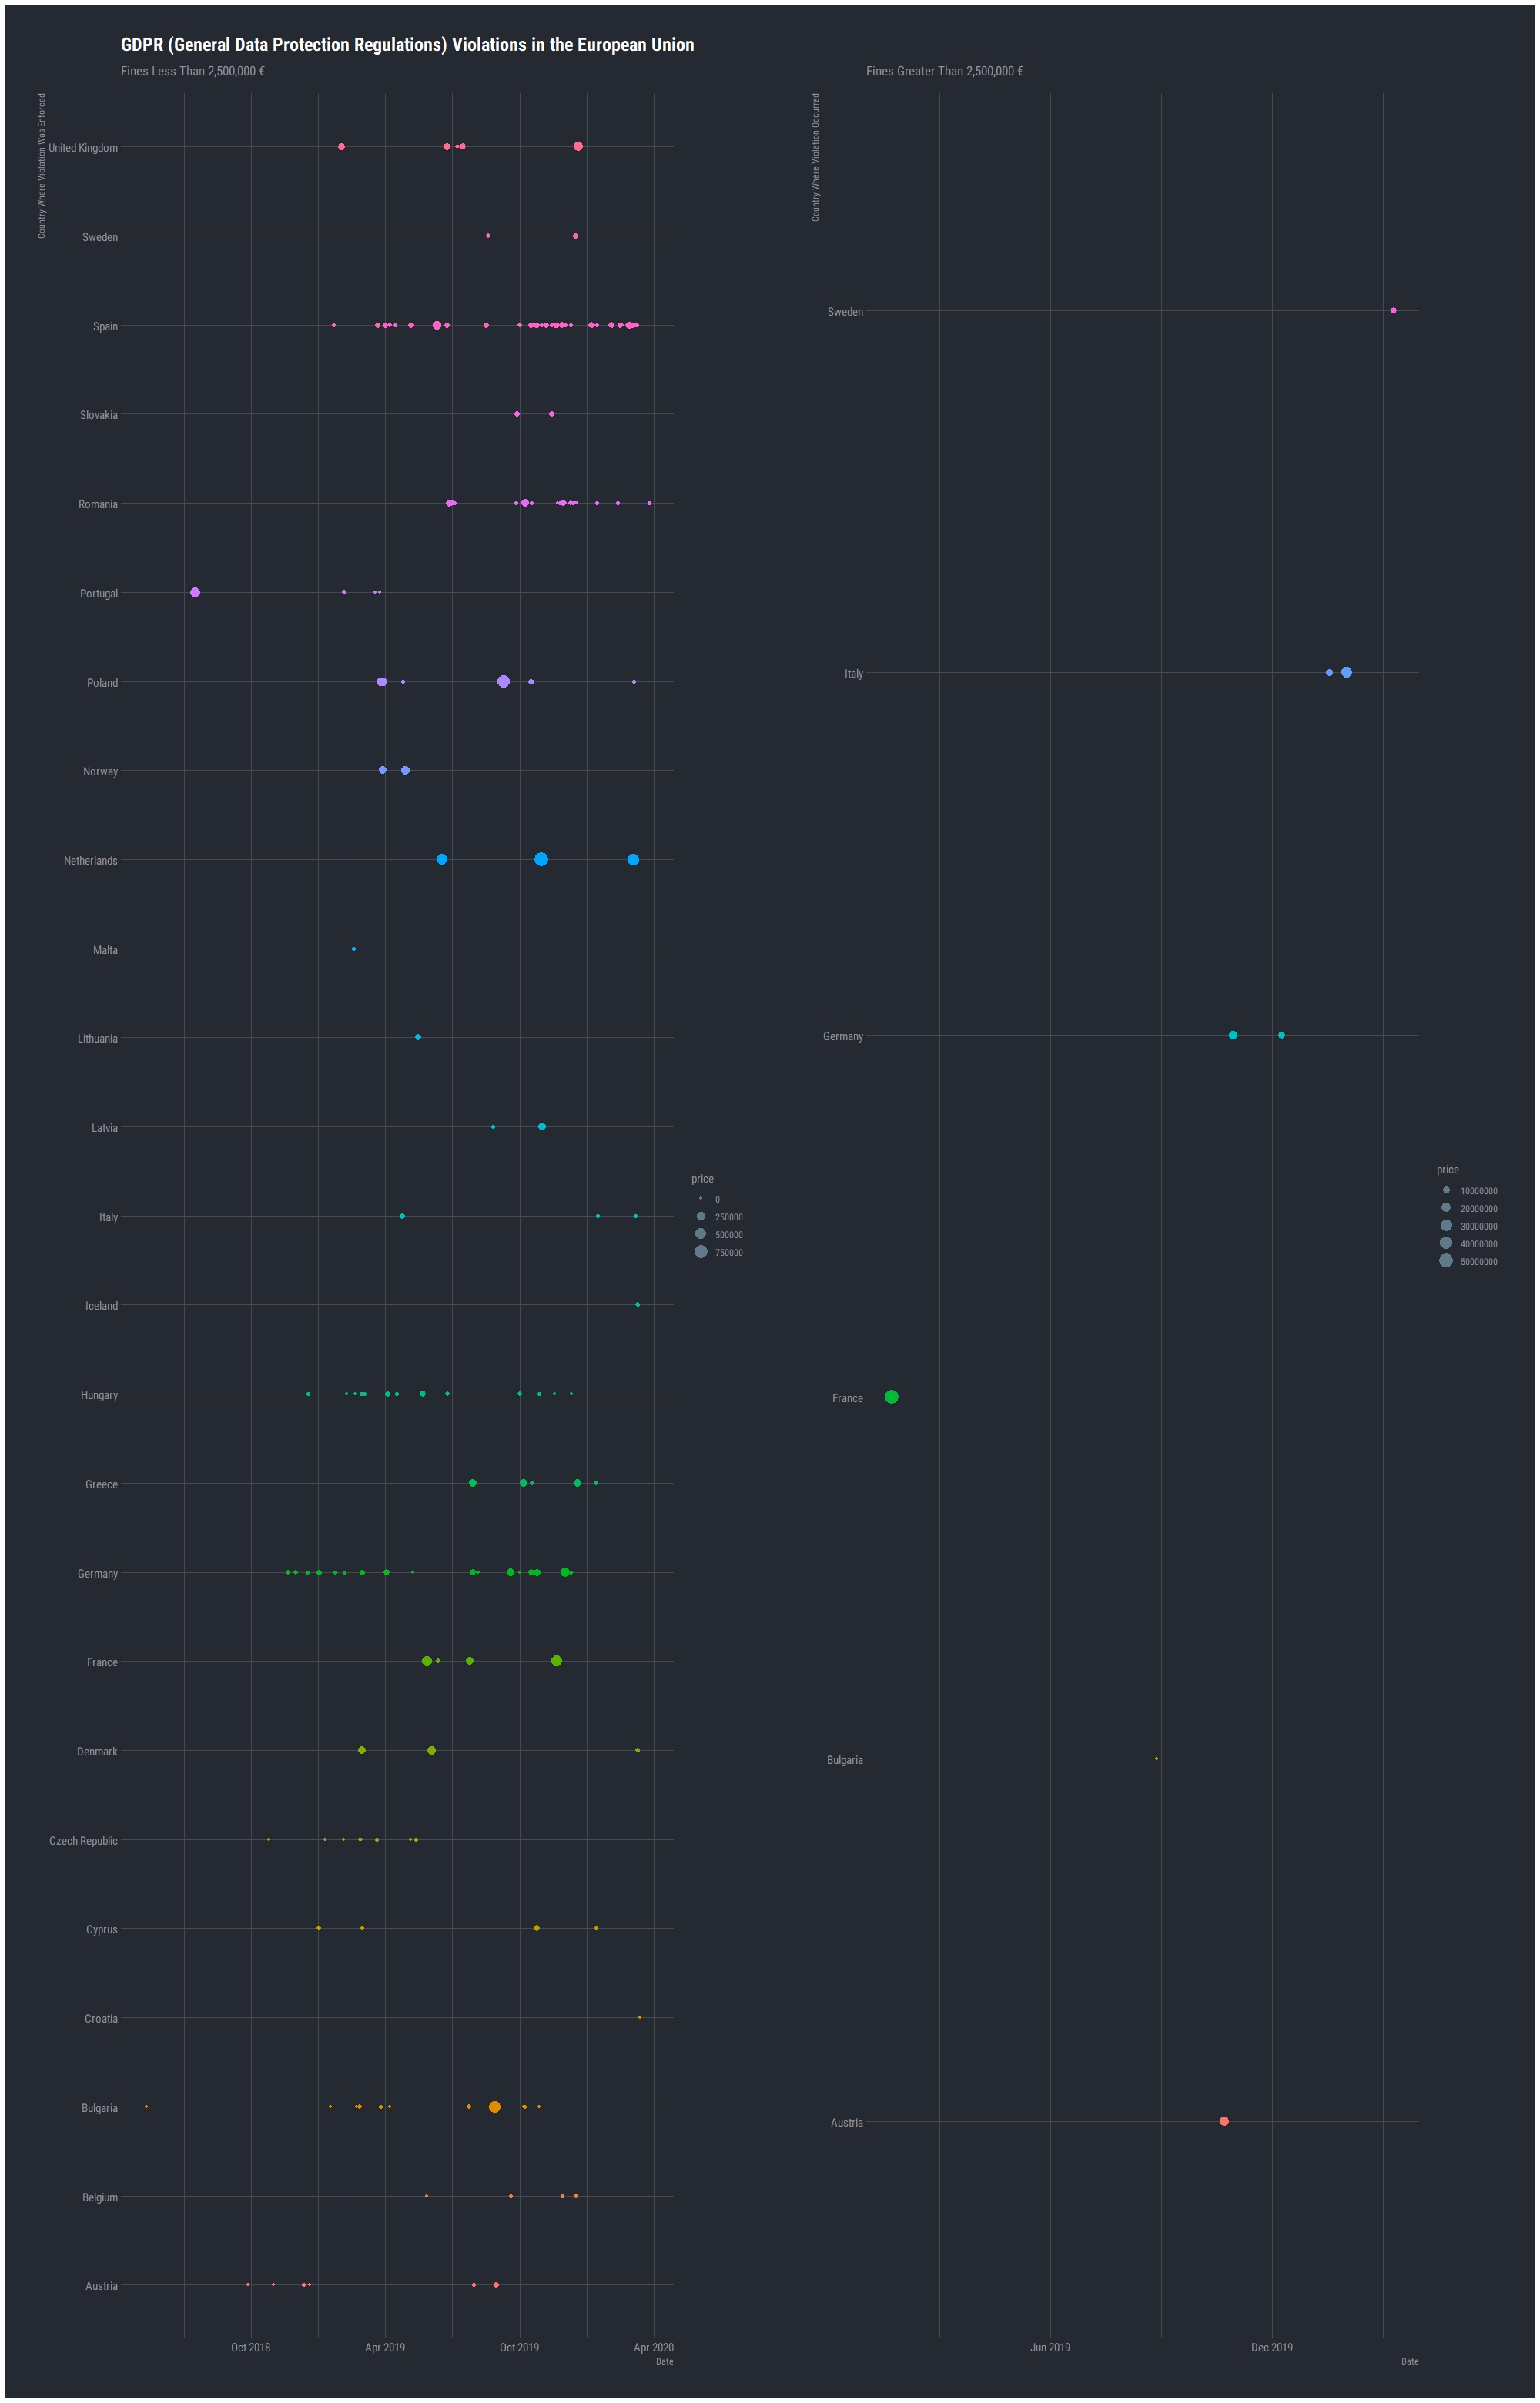 GDPR (General Data Protection Regulations) Violations in the European Union
Fines Less Than 2,500,000 €
Country Where Violation Was Enforced
United Kingdom
Sweden
Spain
Slovakia
Romania
Portugal
Poland
Norway
Netherlands
Malta
Lithuania
Latvia
Italy
Iceland
Hungary
Greece
Germany
France
Denmark
Czech Republic
Cyprus
Croatia
Bulgaria
Belgium
Austria
Oct 2018
Apr 2019
Oct 2019
Apr 2020
Date
price
0
250000
500000
750000
Fines Greater Than 2,500,000 €
Country Where Violation Occurred
Sweden
Italy
Germany
France
Bulgaria
Austria
Jun 2019
Dec 2019
Date
price
10000000
20000000
30000000
40000000
50000000